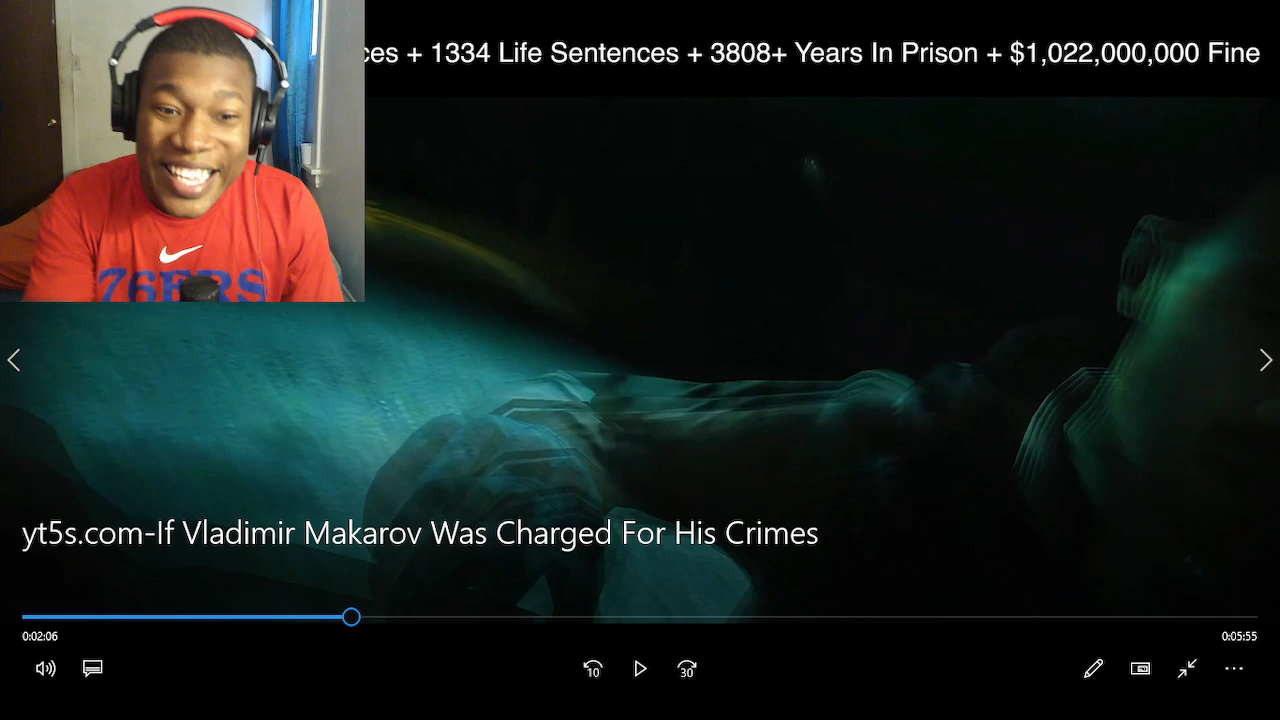 ces + 1334 Life Sentences + 3808+ Years In Prison + $1,022,000,000 Fine
76ERS
yt5s.com-If Vladimir Makarov Was Charged For His Crimes
0:02:06
0:05:55
10
30